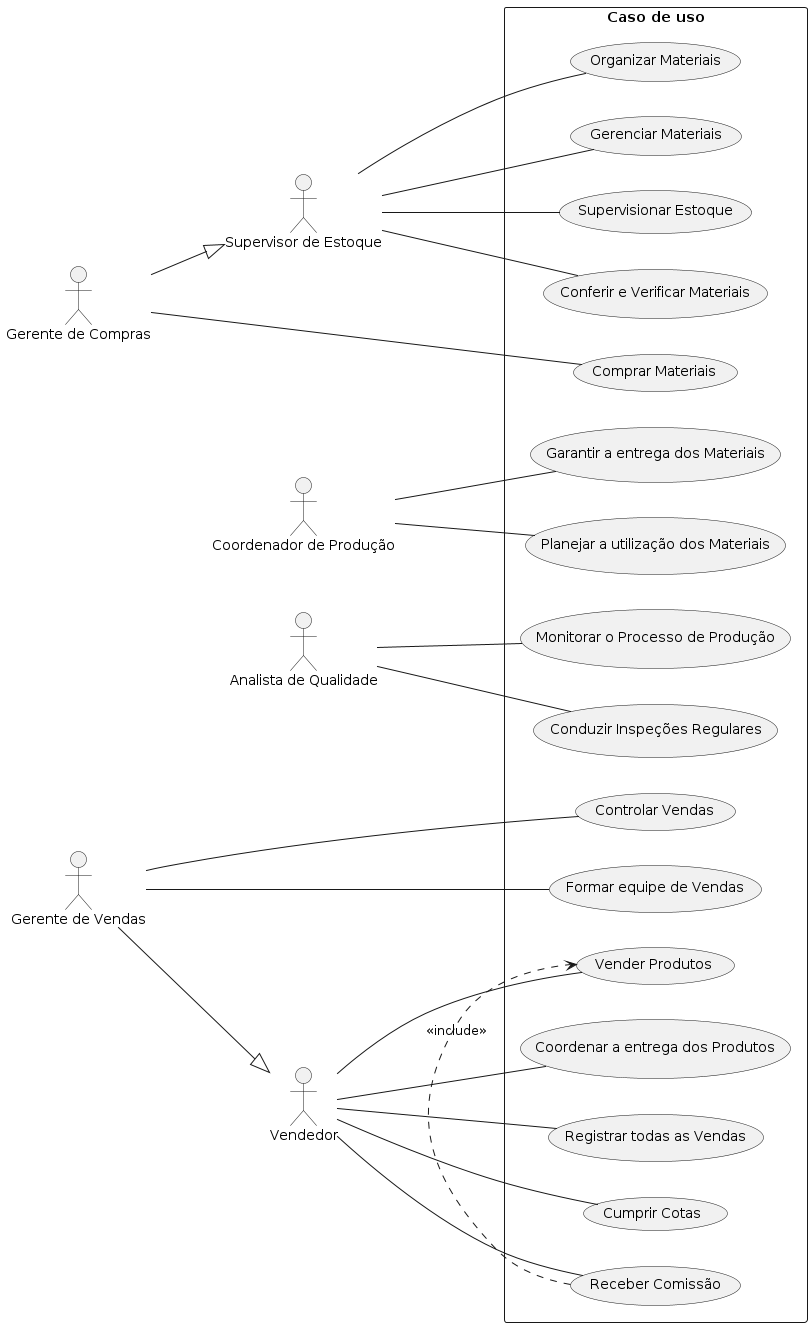 Caso de uso
Organizar Materiais
Gerenciar Materiais
Supervisionar Estoque
Supervisor de Estoque
Conferir e Verificar Materiais
Gerente de Compras
Comprar Materiais
Garantir a entrega dos Materiais
Coordenador de Produção
Planejar a utilização dos Materiais
Monitorar o Processo de Produção
Analista de Qualidade
Conduzir Inspeções Regulares
Controlar Vendas
Formar equipe de Vendas
Gerente de Vendas
Vender Produtos
«include»
Coordenar a entrega dos Produtos
Vendedor
Registrar todas as Vendas
Cumprir Cotas
Receber Comissão